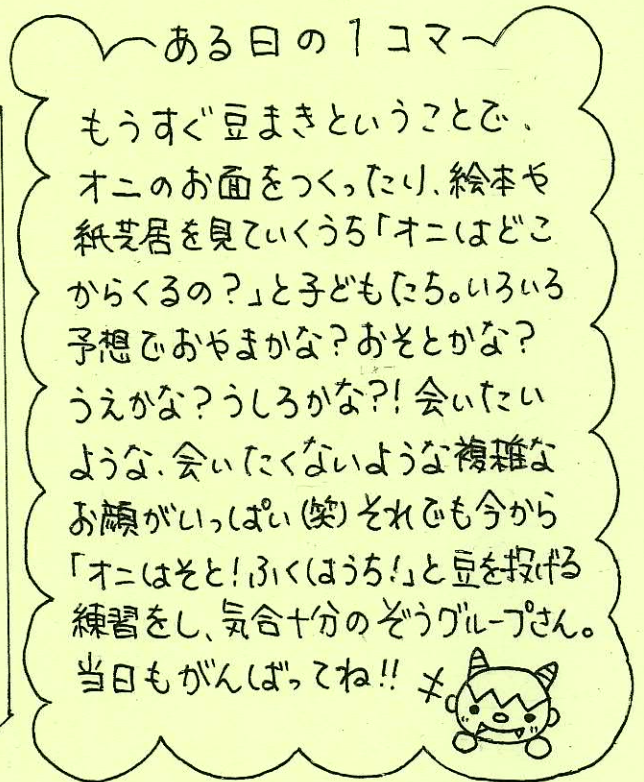 ～ある日の1コマ～
もうすぐ豆まきということで、
オニのお面をつくったり、絵本や
紙芝居を見ていくうち「オニはどこ
からくるの？」と子どもたち。いろいろ
予想でおやまかな？おそとかな？
うえかな？うしろかな？！会いたい
ような、会いたくないような複雑な
お顔がいっぱい（笑）それでも今から
「オニはそと！ふくはうち！」と豆を投げる
練習をし、気合十分のぞうグループさん。
当日もがんばってね！！